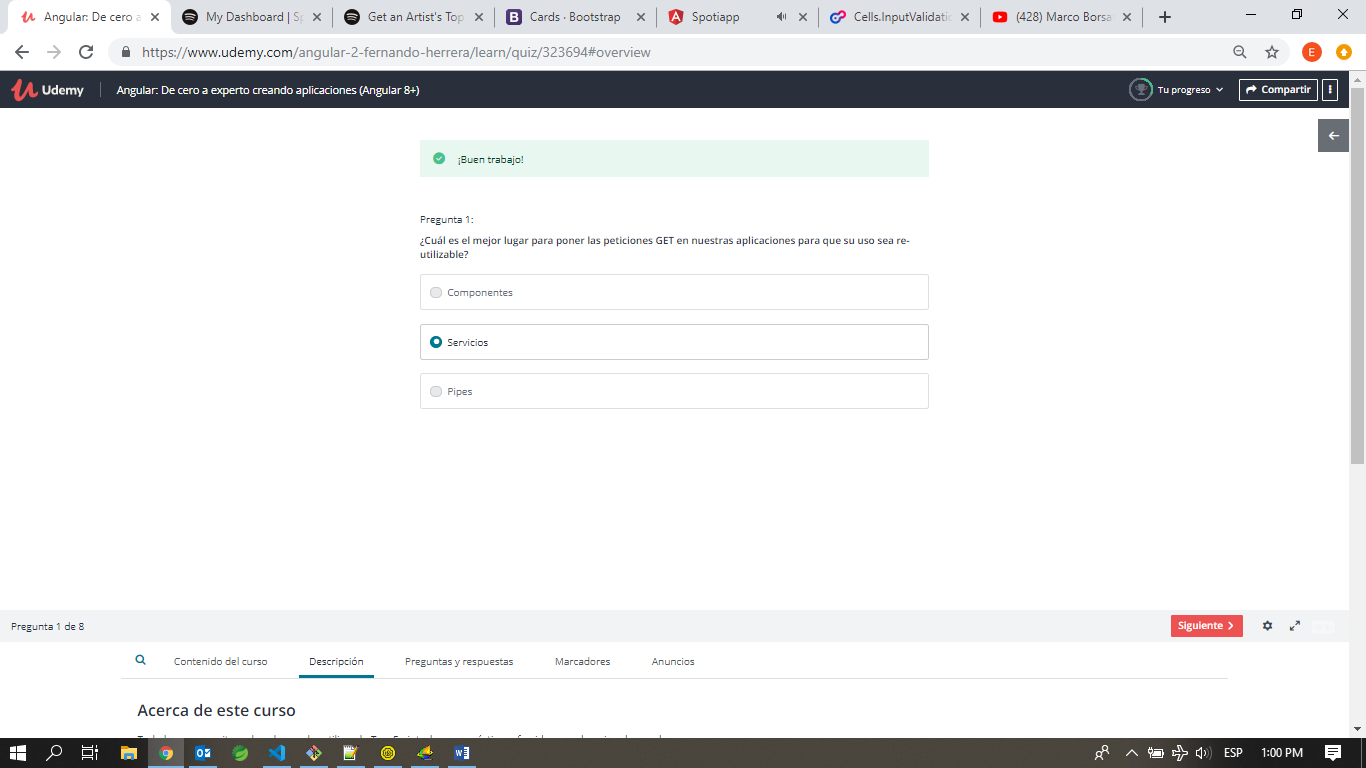 Angular: De cero a
My Dashboard | Sp
Get an Artist's Top
Cards · Bootstrap
Spotiapp
Cells.InputValidati
(428) Marco Borsa
https://www.udemy.com/angular-2-fernando-herrera/learn/quiz/323694#overview
E
Udemy
Angular: De cero a experto creando aplicaciones (Angular 8+)
Tu progreso
Compartir
¡Buen trabajo!
Pregunta 1:
¿Cuál es el mejor lugar para poner las peticiones GET en nuestras aplicaciones para que su uso sea re-
utilizable?
Componentes
Servicios
Pipes
Pregunta 1 de 8
Siguiente
Contenido del curso
Descripción
Preguntas y respuestas
Marcadores
Anuncios
Acerca de este curso
ESP
1:00 PM